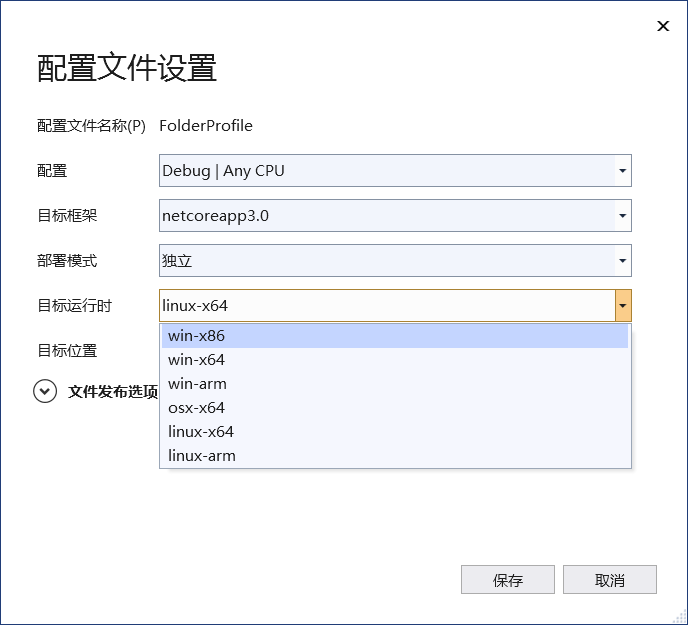 配置文件设置
配置文件名称(P) FolderProfile
配置 Debug | Any CPU
目标框架 netcoreapp3.0
部署模式 独立
目标运行时 linux-x64
win-x86
目标位置
win-x64
win-arm
文件发布选项
osx-x64
linux-x64
linux-arm
保存 取消